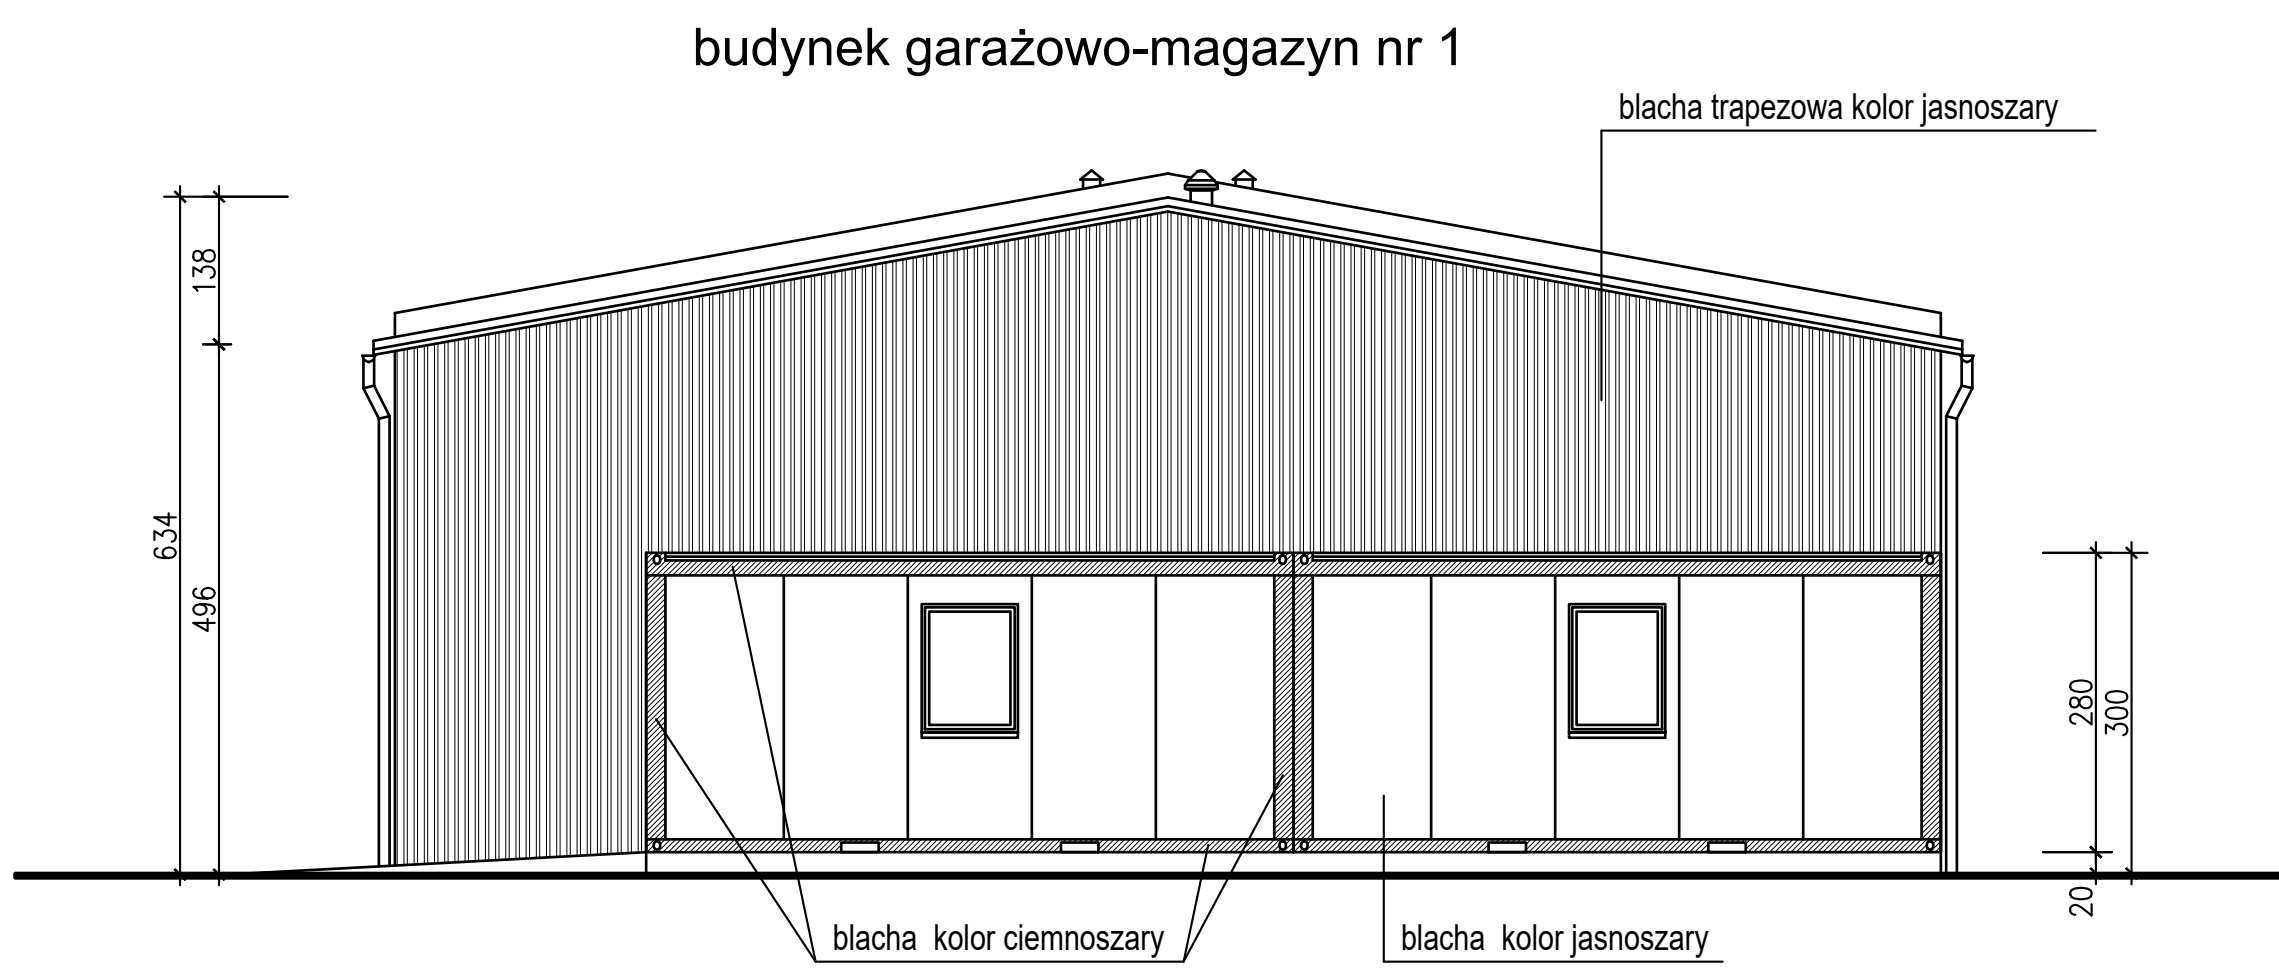 budynek garażowo-magazyn nr 1
blacha trapezowa kolor jasnoszary
138
634
496
280
300
20
blacha kolor ciemnoszary
blacha kolor jasnoszary